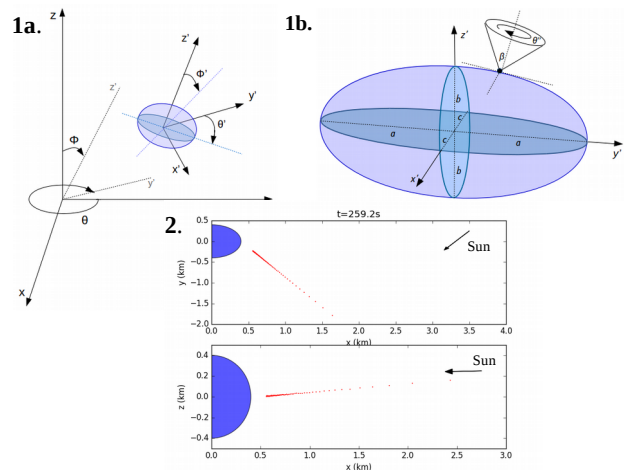 1a.
z
z'
Φ
y'
θ
x
z'
Φ'
y'
θ'
x'
1b.
z'
θ''
β
b
c
a
c
a
b
x'
y'
2.
t=259.2s
0.5
0.0
−0.5
−1.0
−1.5
−2.0
y (km)
Sun
0.0 0.5 1.0 1.5 2.0 2.5 3.0 3.5 4.0
x (km)
0.4
0.2
0.0
−0.2
−0.4
z (km)
Sun
0.0 0.5 1.0 1.5 2.0 2.5 3.0
x (km)